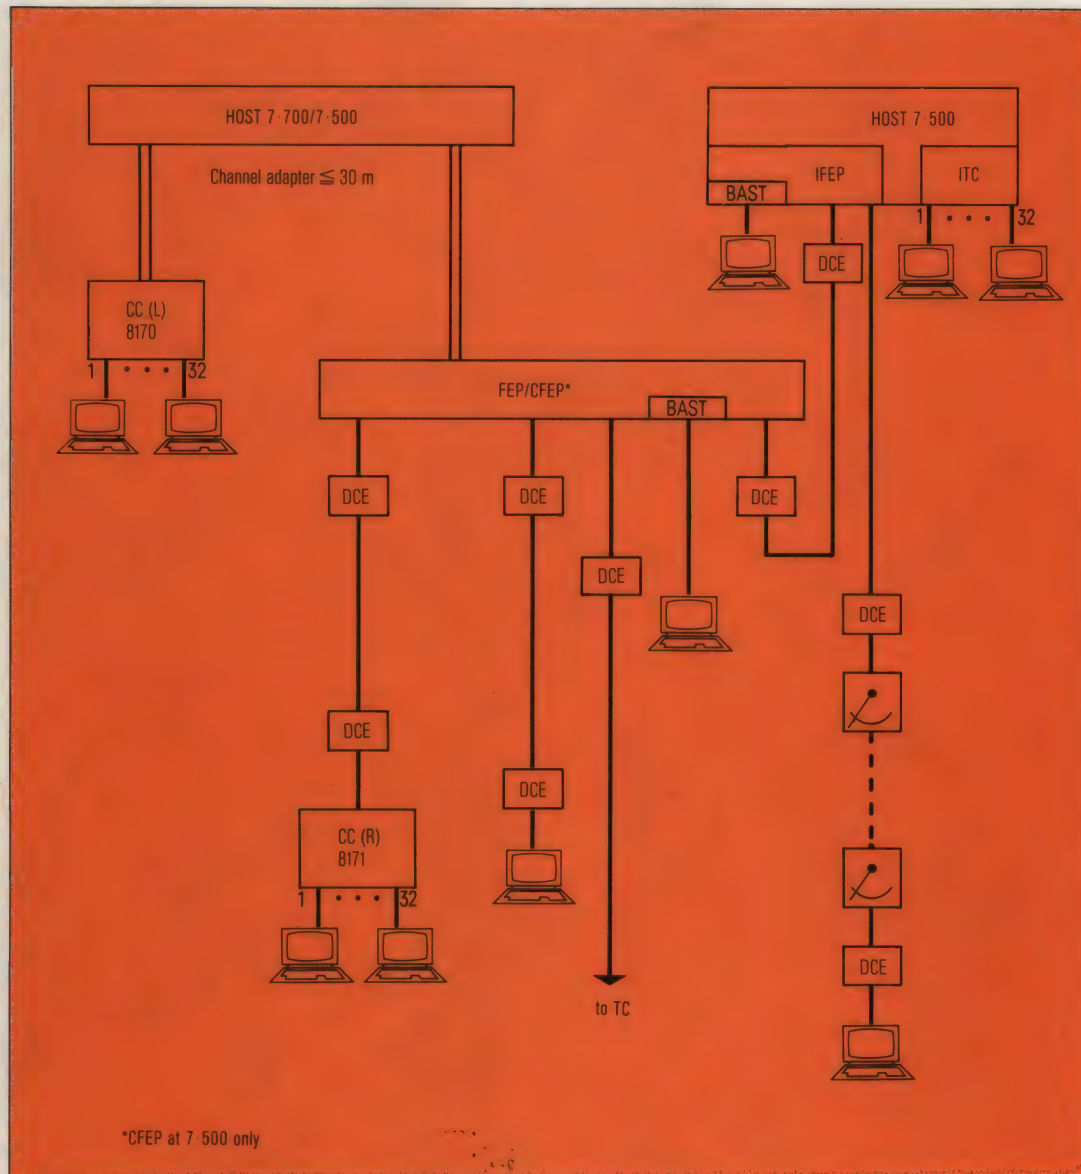 HOST 7·700/7·500
HOST 7·500
Channel adapter ≦ 30 m
IFEP
ITC
BAST
1 • • • 32
DCE
CC (L)
8170
1 • • • 32
FEP/CFEP*
BAST
DCE
DCE
DCE
DCE
DCE
DCE
DCE
CC (R)
8171
1 • • • 32
DCE
to TC
*CFEP at 7·500 only